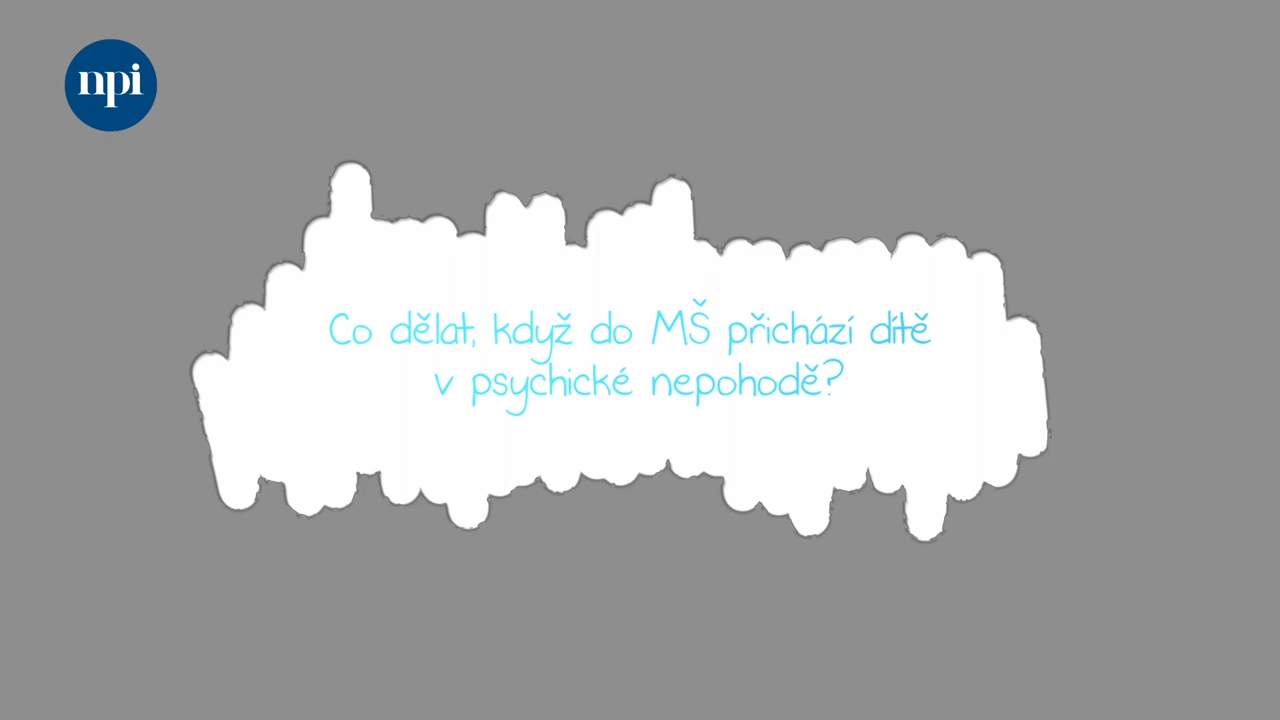 npi
Co dělat, když do MŠ přichází dítě
v psychické nepohodě?